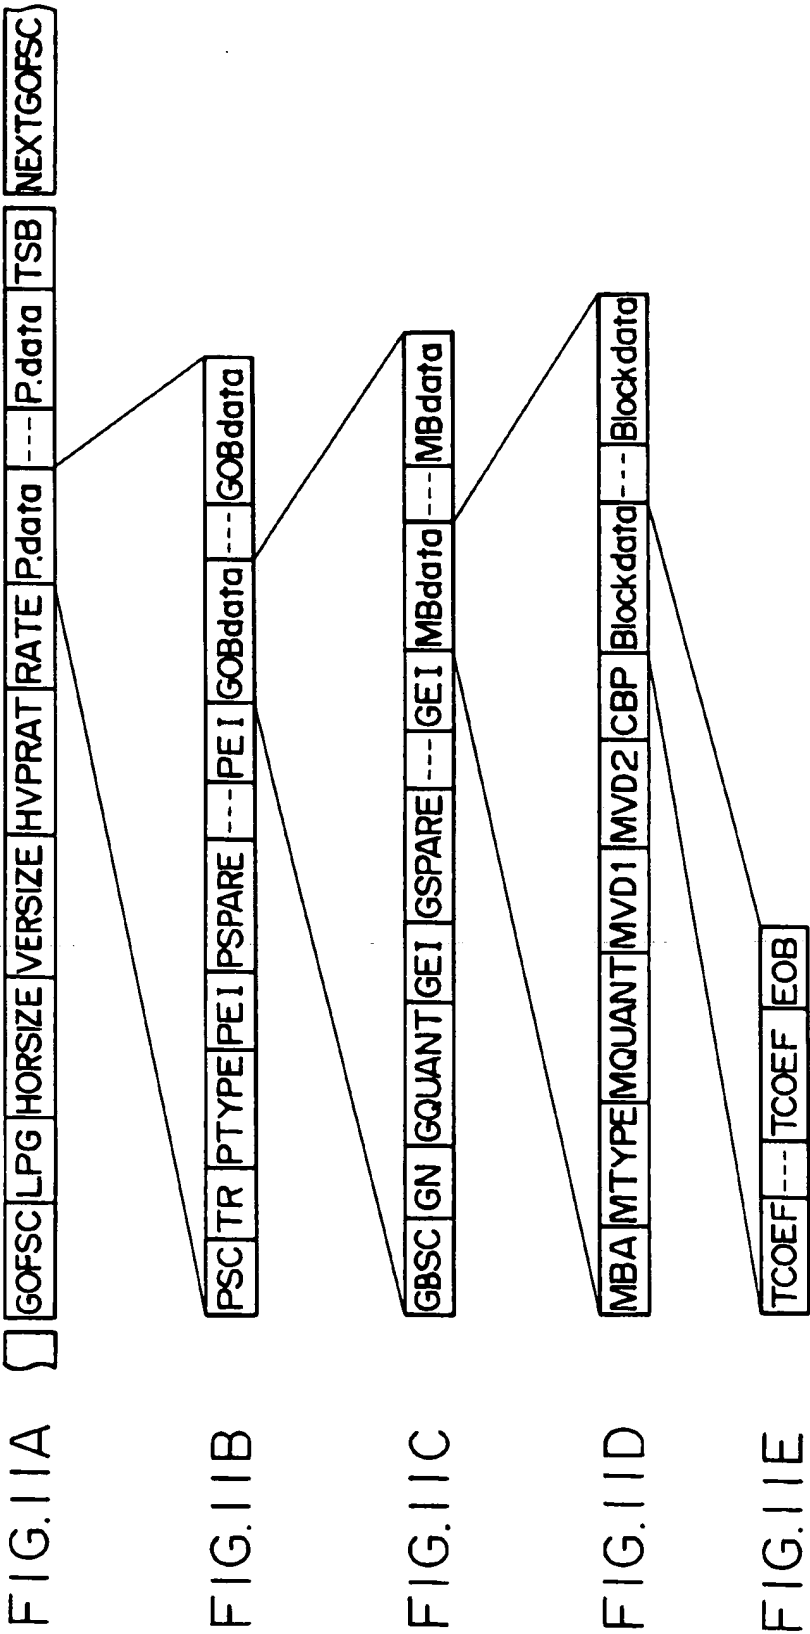 FIG.11A GOFSC LPG HORSIZE VERSIZE HVPRAT RATE P.data --- P.data TSB NEXTGOFSC
FIG.11B PSC TR PTYPE PEI PSPARE --- PEI GOBdata --- GOBdata
FIG.11C GBSC GN GQUANT GEI GSPARE --- GEI MBdata --- MBdata
FIG.11D MBA MTYPE MQUANT MVD1 MVD2 CBP Blockdata --- Blockdata
FIG.11E TCOEF --- TCOEF EOB